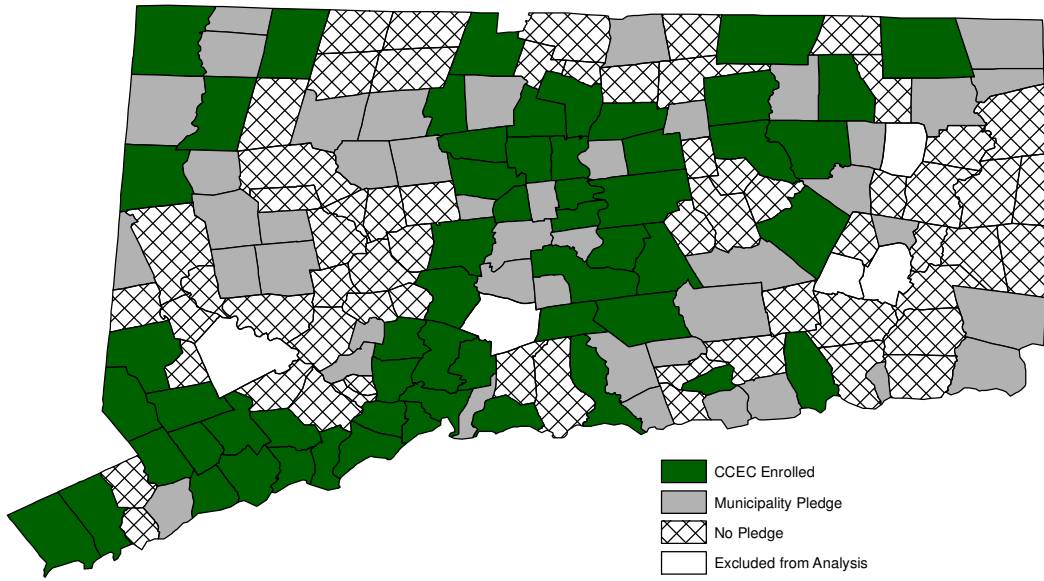 CCEC Enrolled
Municipality Pledge
No Pledge
Excluded from Analysis